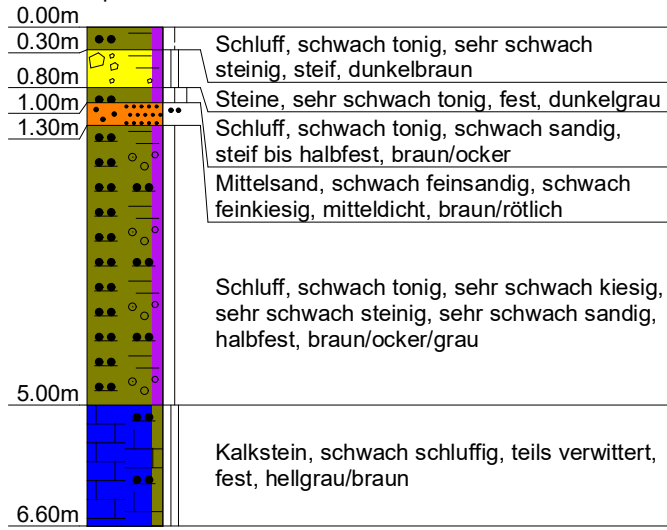 0.00m
0.30m
0.80m
1.00m
1.30m
5.00m
6.60m
Schluff, schwach tonig, sehr schwach
steinig, steif, dunkelbraun
Steine, sehr schwach tonig, fest, dunkelgrau
Schluff, schwach tonig, schwach sandig,
steif bis halbfest, braun/ocker
Mittelsand, schwach feinsandig, schwach
feinkiesig, mitteldicht, braun/rötlich
Schluff, schwach tonig, sehr schwach kiesig,
sehr schwach steinig, sehr schwach sandig,
halbfest, braun/ocker/grau
Kalkstein, schwach schluffig, teils verwittert,
fest, hellgrau/braun